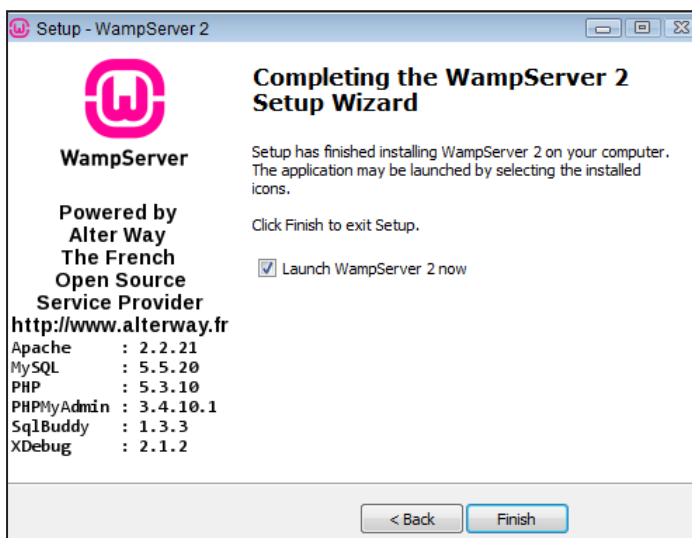 Setup - WampServer 2
WampServer
Powered by
Alter Way
The French
Open Source
Service Provider
http://www.alterway.fr
Apache : 2.2.21
MySQL : 5.5.20
PHP : 5.3.10
PHPMyAdmin : 3.4.10.1
SqlBuddy : 1.3.3
XDebug : 2.1.2
Completing the WampServer 2
Setup Wizard
Setup has finished installing WampServer 2 on your computer.
The application may be launched by selecting the installed
icons.
Click Finish to exit Setup.
Launch WampServer 2 now
< Back
Finish